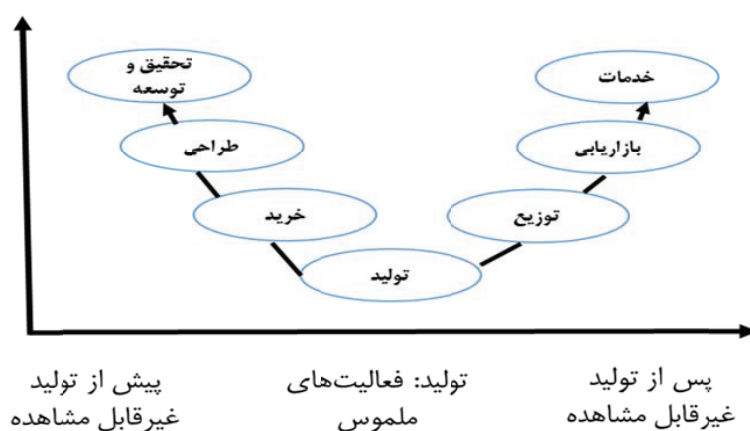 تحقیق و
توسعه
طراحی
خرید
تولید
توزیع
بازاریابی
خدمات
پیش از تولید
غیرقابل مشاهده
تولید: فعالیت‌های
ملموس
پس از تولید
غیرقابل مشاهده